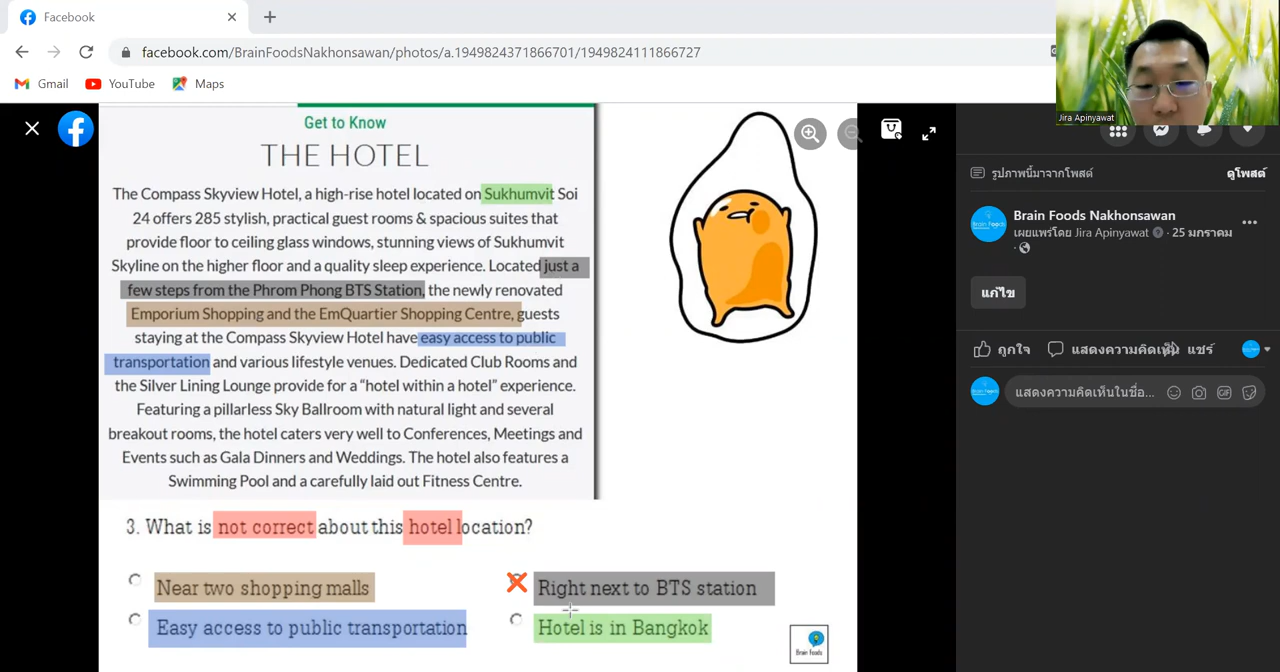 Facebook
facebook.com/BrainFoodsNakhonsawan/photos/a.1949824371866701/1949824111866727
Gmail YouTube Maps
Jira Apinyawat
Get to Know
THE HOTEL
The Compass Skyview Hotel, a high-rise hotel located on Sukhumvit Soi
24 offers 285 stylish, practical guest rooms & spacious suites that
provide floor to ceiling glass windows, stunning views of Sukhumvit
Skyline on the higher floor and a quality sleep experience. Located just a
few steps from the Phrom Phong BTS Station, the newly renovated
Emporium Shopping and the EmQuartier Shopping Centre, guests
staying at the Compass Skyview Hotel have easy access to public
transportation and various lifestyle venues. Dedicated Club Rooms and
the Silver Lining Lounge provide for a “hotel within a hotel” experience.
Featuring a pillarless Sky Ballroom with natural light and several
breakout rooms, the hotel caters very well to Conferences, Meetings and
Events such as Gala Dinners and Weddings. The hotel also features a
Swimming Pool and a carefully laid out Fitness Centre.
3. What is not correct about this hotel location?
Near two shopping malls
Right next to BTS station
Easy access to public transportation
Hotel is in Bangkok
Brain Foods
รูปภาพนี้มาจากโพสต์ ดูโพสต์
Brain Foods Nakhonsawan
เผยแพร่โดย Jira Apinyawat · 25 มกราคม
·
แก้ไข
ถูกใจ แสดงความคิดเห็น แชร์
แสดงความคิดเห็นในชื่อ...
GIF